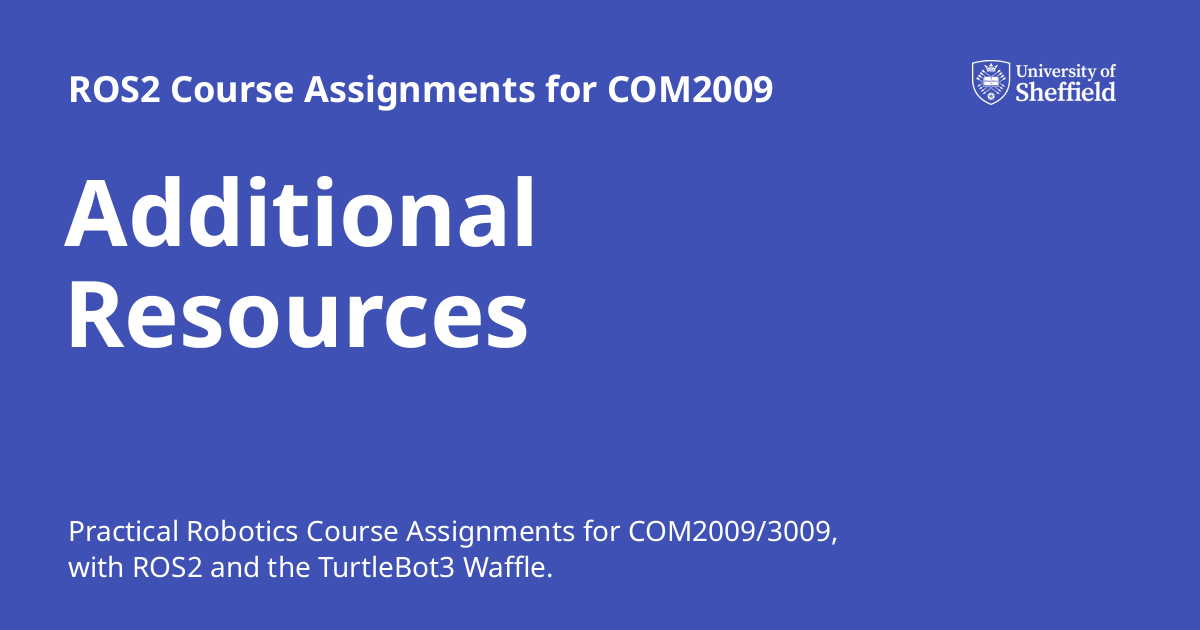 ROS2 Course Assignments for COM2009
University of
Sheffield
Additional
Resources
Practical Robotics Course Assignments for COM2009/3009,
with ROS2 and the TurtleBot3 Waffle.